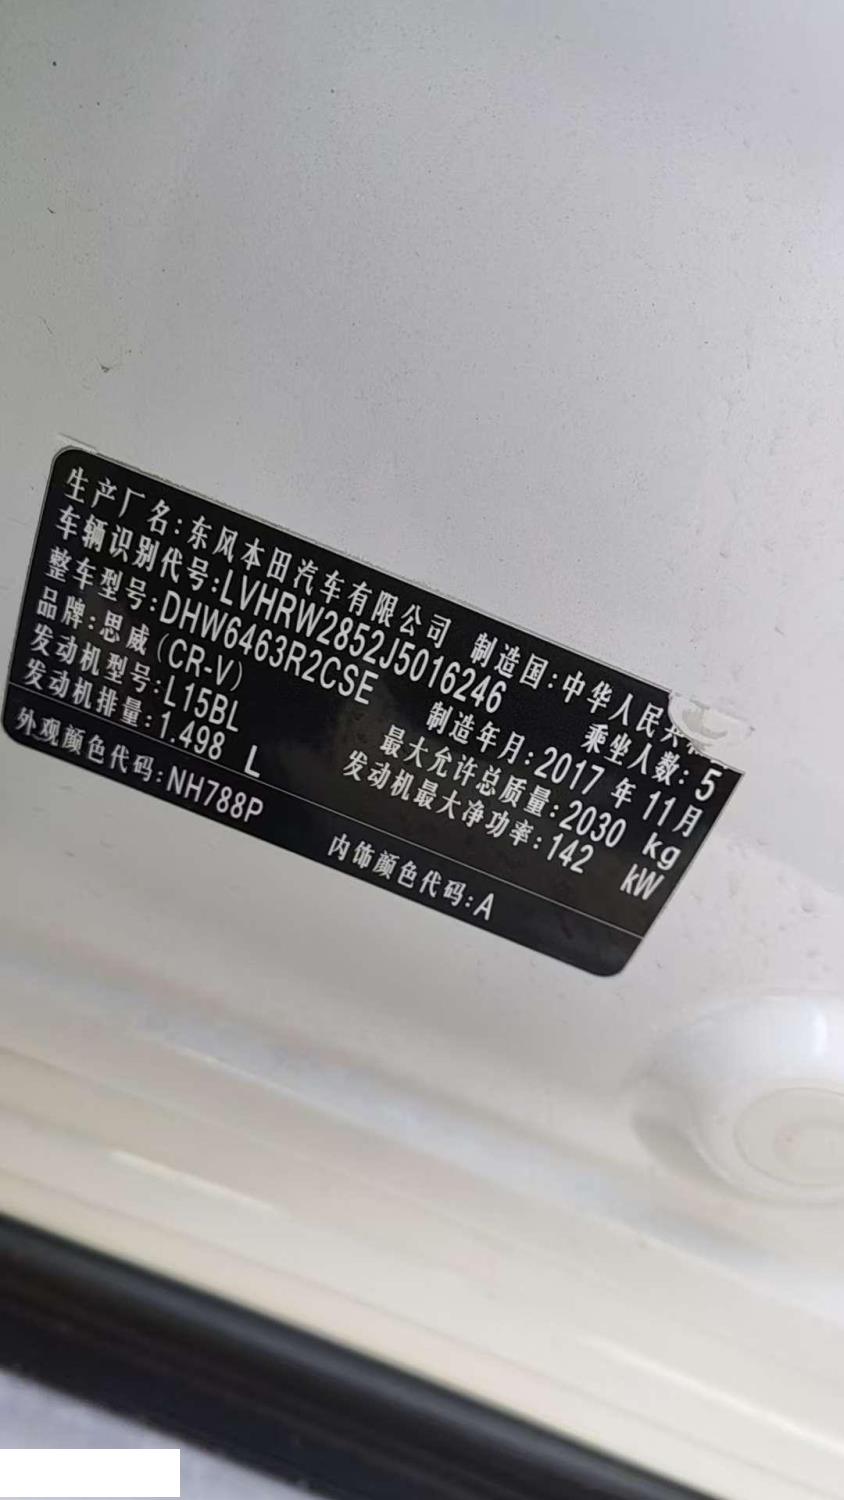 生产厂名:东风本田汽车有限公司 制造国:中华人民共
车辆识别代号:LVHRW2852J5016246 乘坐人数:5
整车型号:DHW6463R2CSE 制造年月:2017年11月
品牌:思威(CR-V) 最大允许总质量:2030 kg
发动机型号:L15BL 发动机最大净功率:142 kW
发动机排量:1.498 L
外观颜色代码:NH788P 内饰颜色代码:A